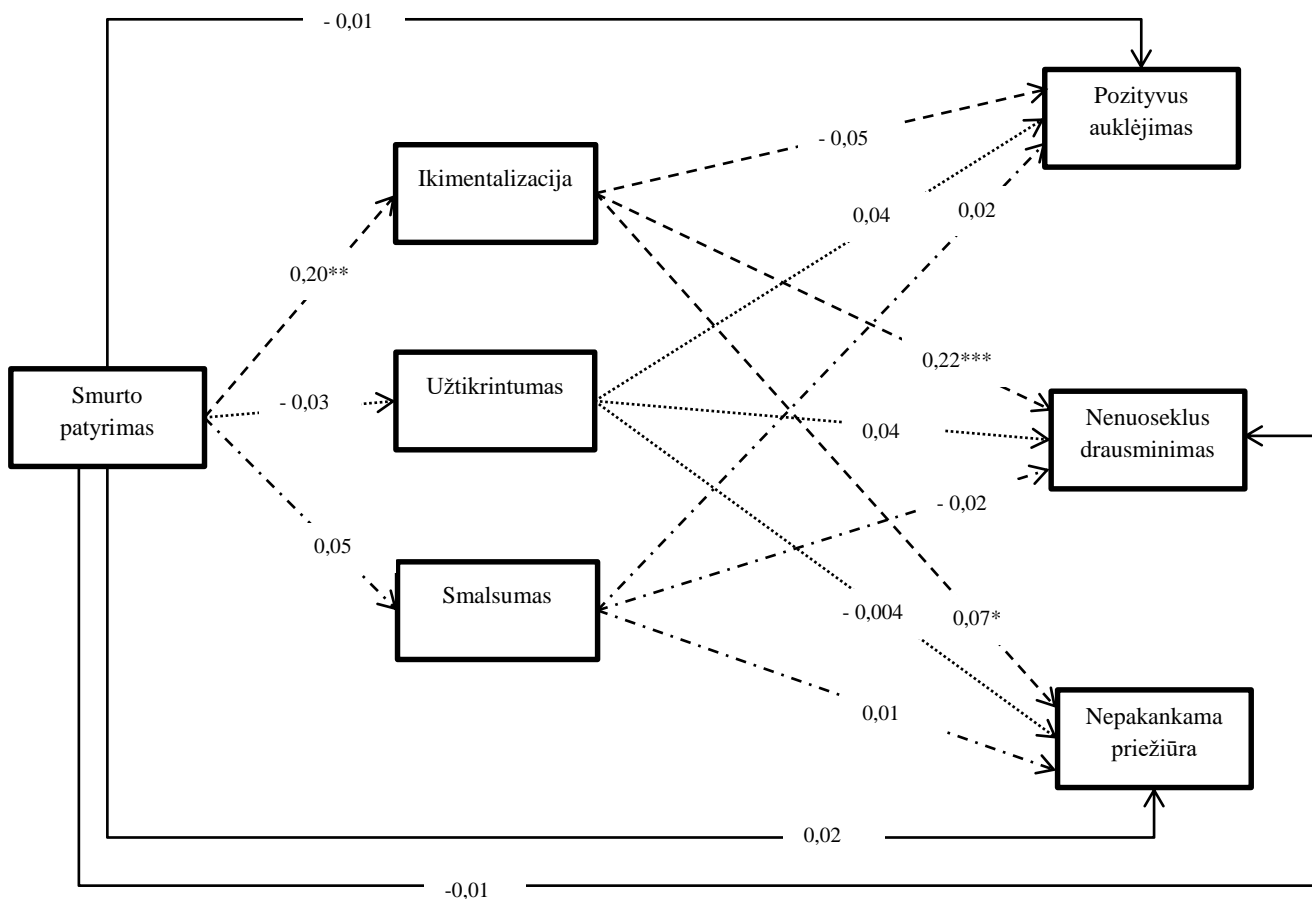 - 0,01
Pozityvus
auklėjimas
- 0,05
Ikimentalizacija
0,04
0,02
0,20**
Užtikrintumas
0,22***
Smurto
patyrimas
- 0,03
0,04
Nenuoseklus
drausminimas
- 0,02
0,05
Smalsumas
- 0,004
0,07*
0,01
Nepakankama
priežiūra
0,02
-0,01